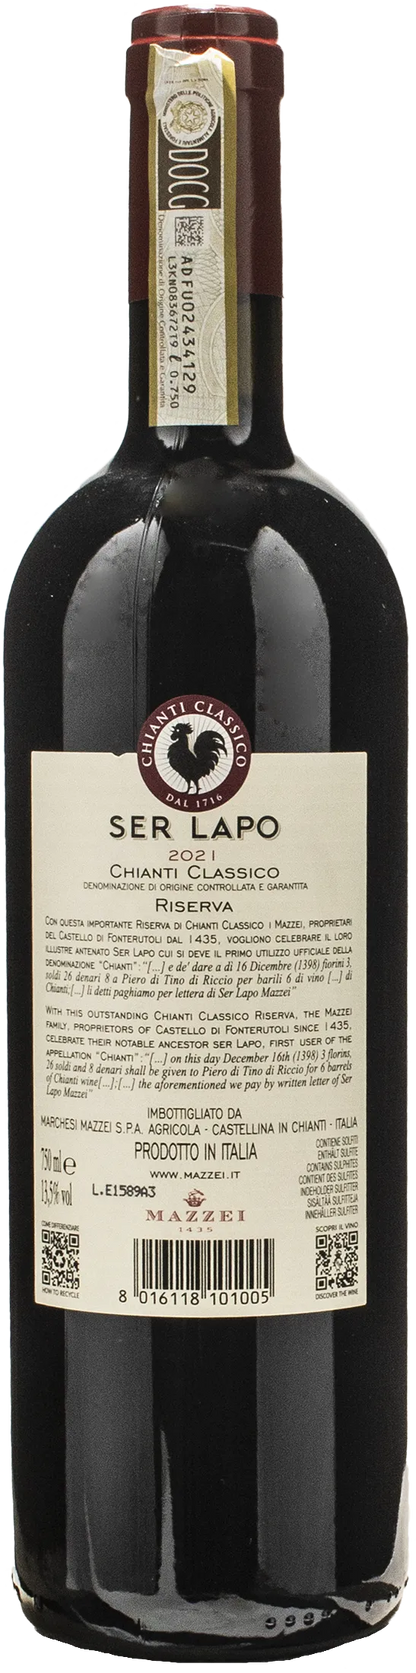 MINISTERO DELLE POLITICHE AGRICOLE ALIMENTARI E FORESTALI
DOCG
Denominazione di Origine Controllata e Garantita
ADFU02434129
L3KN083672T9 ℓ 0.750
CHIANTI CLASSICO
DAL 1716
SER LAPO
2021
CHIANTI CLASSICO
DENOMINAZIONE DI ORIGINE CONTROLLATA E GARANTITA
RISERVA
CON QUESTA IMPORTANTE RISERVA DI CHIANTI CLASSICO I MAZZEI, PROPRIETARI
DEL CASTELLO DI FONTERUTOLI DAL 1435, VOGLIONO CELEBRARE IL LORO
ILLUSTRE ANTENATO SER LAPO CUI SI DEVE IL PRIMO UTILIZZO UFFICIALE DELLA
DENOMINAZIONE "CHIANTI": "[...] e de' dare a dì 16 Dicembre (1398) fiorini 3,
soldi 26 denari 8 a Piero di Tino di Riccio per barili 6 di vino [...] di
Chianti;[...] li detti paghiamo per lettera di Ser Lapo Mazzei"
WITH THIS OUTSTANDING CHIANTI CLASSICO RISERVA, THE MAZZEI
FAMILY, PROPRIETORS OF CASTELLO DI FONTERUTOLI SINCE 1435,
CELEBRATE THEIR NOTABLE ANCESTOR SER LAPO, FIRST USER OF THE
APPELLATION "CHIANTI": "[...] on this day December 16th (1398) 3 florins,
26 soldi and 8 denari shall be given to Piero di Tino di Riccio for 6 barrels
of Chianti wine[...];[...] the aforementioned we pay by written letter of Ser
Lapo Mazzei"
IMBOTTIGLIATO DA
MARCHESI MAZZEI S.P.A. AGRICOLA - CASTELLINA IN CHIANTI - ITALIA
PRODOTTO IN ITALIA
WWW.MAZZEI.IT
750 ml e
13,5% vol
L.E1589A3
CONTIENE SOLFITI
ENTHÄLT SULFITE
CONTAINS SULPHITES
CONTIENT DES SULFITES
INDEHOLDER SULFITTER
SISÄLTÄÄ SULFIITTEJA
INNEHÅLLER SULFITER
MAZZEI
1435
COME DIFFERENZIARE
HOW TO RECYCLE
8 016118 101005
SCOPRI IL VINO
DISCOVER THE WINE